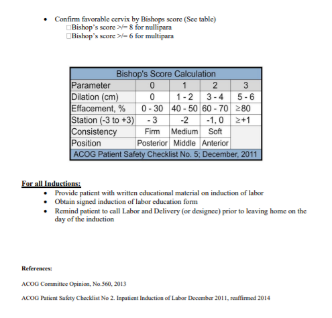 • Confirm favorable cervix by Bishops score (See table)
□Bishop's score >/= 8 for nullipara
□Bishop's score >/= 6 for multipara
Bishop's Score Calculation
Parameter 0 1 2 3
Dilation (cm) 0 1 - 2 3 - 4 5 - 6
Effacement, % 0 - 30 40 - 50 60 - 70 ≥80
Station (-3 to +3) - 3 -2 -1, 0 ≥+1
Consistency Firm Medium Soft
Position Posterior Middle Anterior
ACOG Patient Safety Checklist No. 5; December, 2011
For all Inductions:
• Provide patient with written educational material on induction of labor
• Obtain signed induction of labor education form
• Remind patient to call Labor and Delivery (or designee) prior to leaving home on the
day of the induction
References:
ACOG Committee Opinion, No.560, 2013
ACOG Patient Safety Checklist No 2. Inpatient Induction of Labor December 2011, reaffirmed 2014